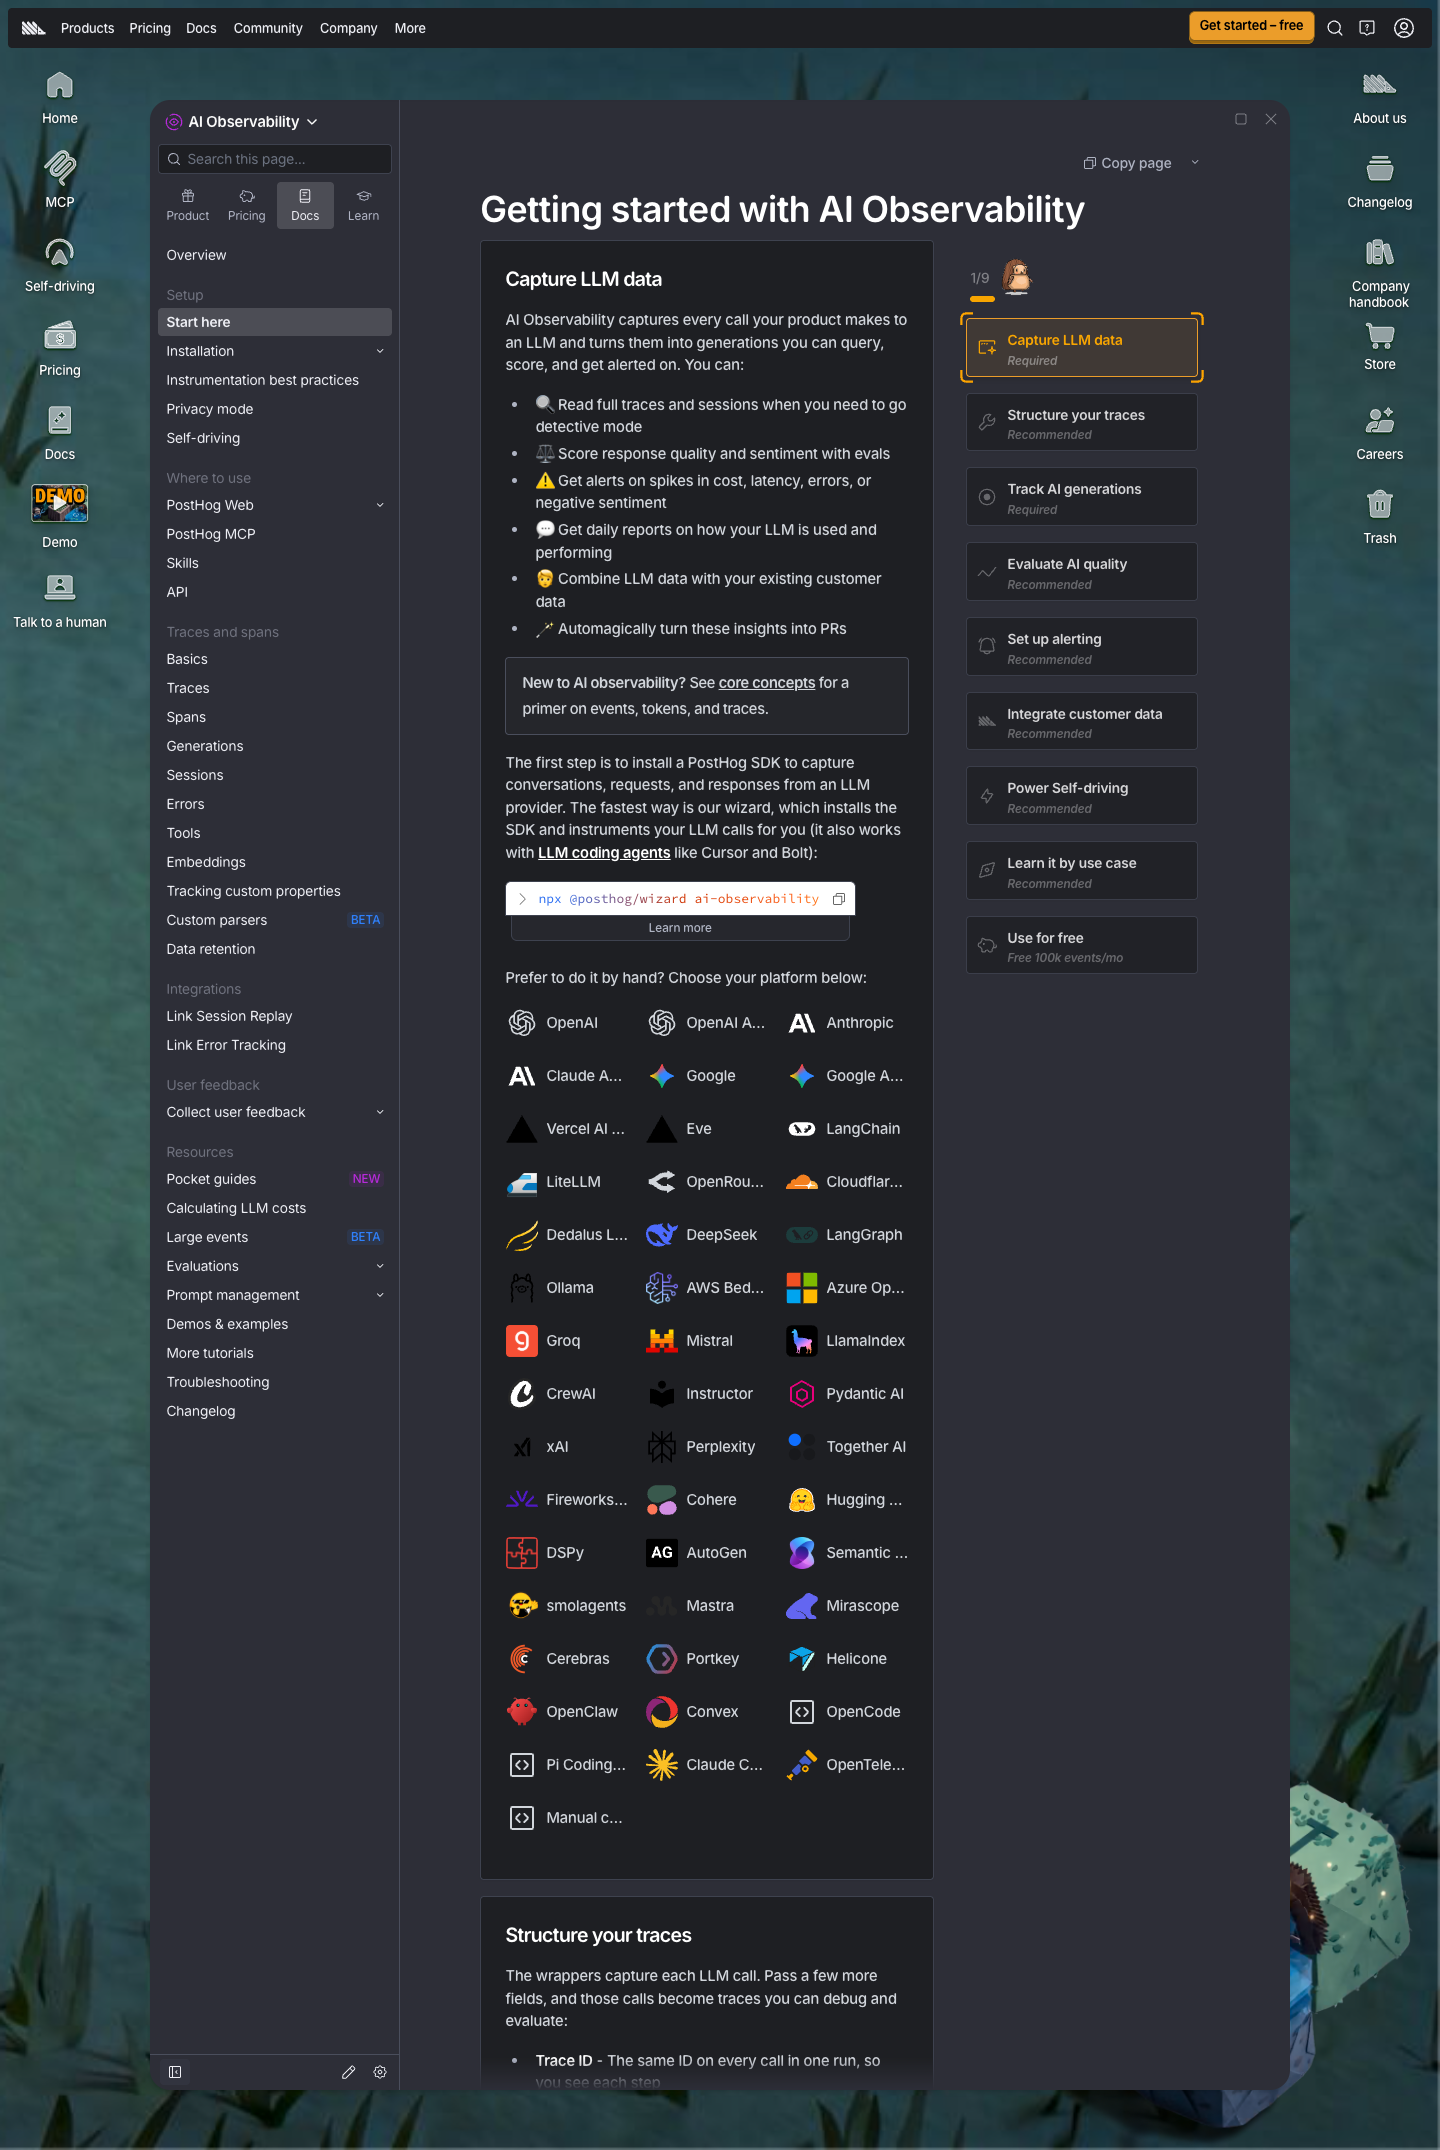 Products
Pricing
Docs
Community
Company
More
Get started – free
Home
MCP
Self-driving
Pricing
Docs
DEMO
Demo
Talk to a human
About us
Changelog
Company
handbook
Store
Careers
Trash
AI Observability
Search this page...
Product
Pricing
Docs
Learn
Overview
Setup
Start here
Installation
Instrumentation best practices
Privacy mode
Self-driving
Where to use
PostHog Web
PostHog MCP
Skills
API
Traces and spans
Basics
Traces
Spans
Generations
Sessions
Errors
Tools
Embeddings
Tracking custom properties
Custom parsers BETA
Data retention
Integrations
Link Session Replay
Link Error Tracking
User feedback
Collect user feedback
Resources
Pocket guides NEW
Calculating LLM costs
Large events BETA
Evaluations
Prompt management
Demos & examples
More tutorials
Troubleshooting
Changelog
Copy page
Getting started with AI Observability
Capture LLM data
AI Observability captures every call your product makes to
an LLM and turns them into generations you can query,
score, and get alerted on. You can:
• 🔍 Read full traces and sessions when you need to go
detective mode
• ⚖️ Score response quality and sentiment with evals
• ⚠️ Get alerts on spikes in cost, latency, errors, or
negative sentiment
• 💬 Get daily reports on how your LLM is used and
performing
• 🧑 Combine LLM data with your existing customer
data
• 🪄 Automagically turn these insights into PRs
New to AI observability? See core concepts for a
primer on events, tokens, and traces.
The first step is to install a PostHog SDK to capture
conversations, requests, and responses from an LLM
provider. The fastest way is our wizard, which installs the
SDK and instruments your LLM calls for you (it also works
with LLM coding agents like Cursor and Bolt):
npx @posthog/wizard ai-observability
Learn more
Prefer to do it by hand? Choose your platform below:
OpenAI
OpenAI A...
Anthropic
Claude A...
Google
Google A...
Vercel AI ...
Eve
LangChain
LiteLLM
OpenRou...
Cloudflar...
Dedalus L...
DeepSeek
LangGraph
Ollama
AWS Bed...
Azure Op...
Groq
Mistral
LlamaIndex
CrewAI
Instructor
Pydantic AI
xAI
Perplexity
Together AI
Fireworks...
Cohere
Hugging ...
DSPy
AG AutoGen
Semantic ...
smolagents
Mastra
Mirascope
Cerebras
Portkey
Helicone
OpenClaw
Convex
OpenCode
Pi Coding...
Claude C...
OpenTele...
Manual c...
Structure your traces
The wrappers capture each LLM call. Pass a few more
fields, and those calls become traces you can debug and
evaluate:
• Trace ID - The same ID on every call in one run, so
you see each step
1/9
Capture LLM data
Required
Structure your traces
Recommended
Track AI generations
Required
Evaluate AI quality
Recommended
Set up alerting
Recommended
Integrate customer data
Recommended
Power Self-driving
Recommended
Learn it by use case
Recommended
Use for free
Free 100k events/mo